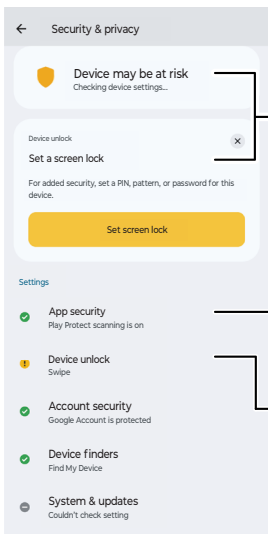 Security & privacy
Device may be at risk
Checking device settings...
Device unlock
Set a screen lock
For added security, set a PIN, pattern, or password for this
device.
Set screen lock
Settings
App security
Play Protect scanning is on
Device unlock
Swipe
Account security
Google Account is protected
Device finders
Find My Device
System & updates
Couldn't check setting